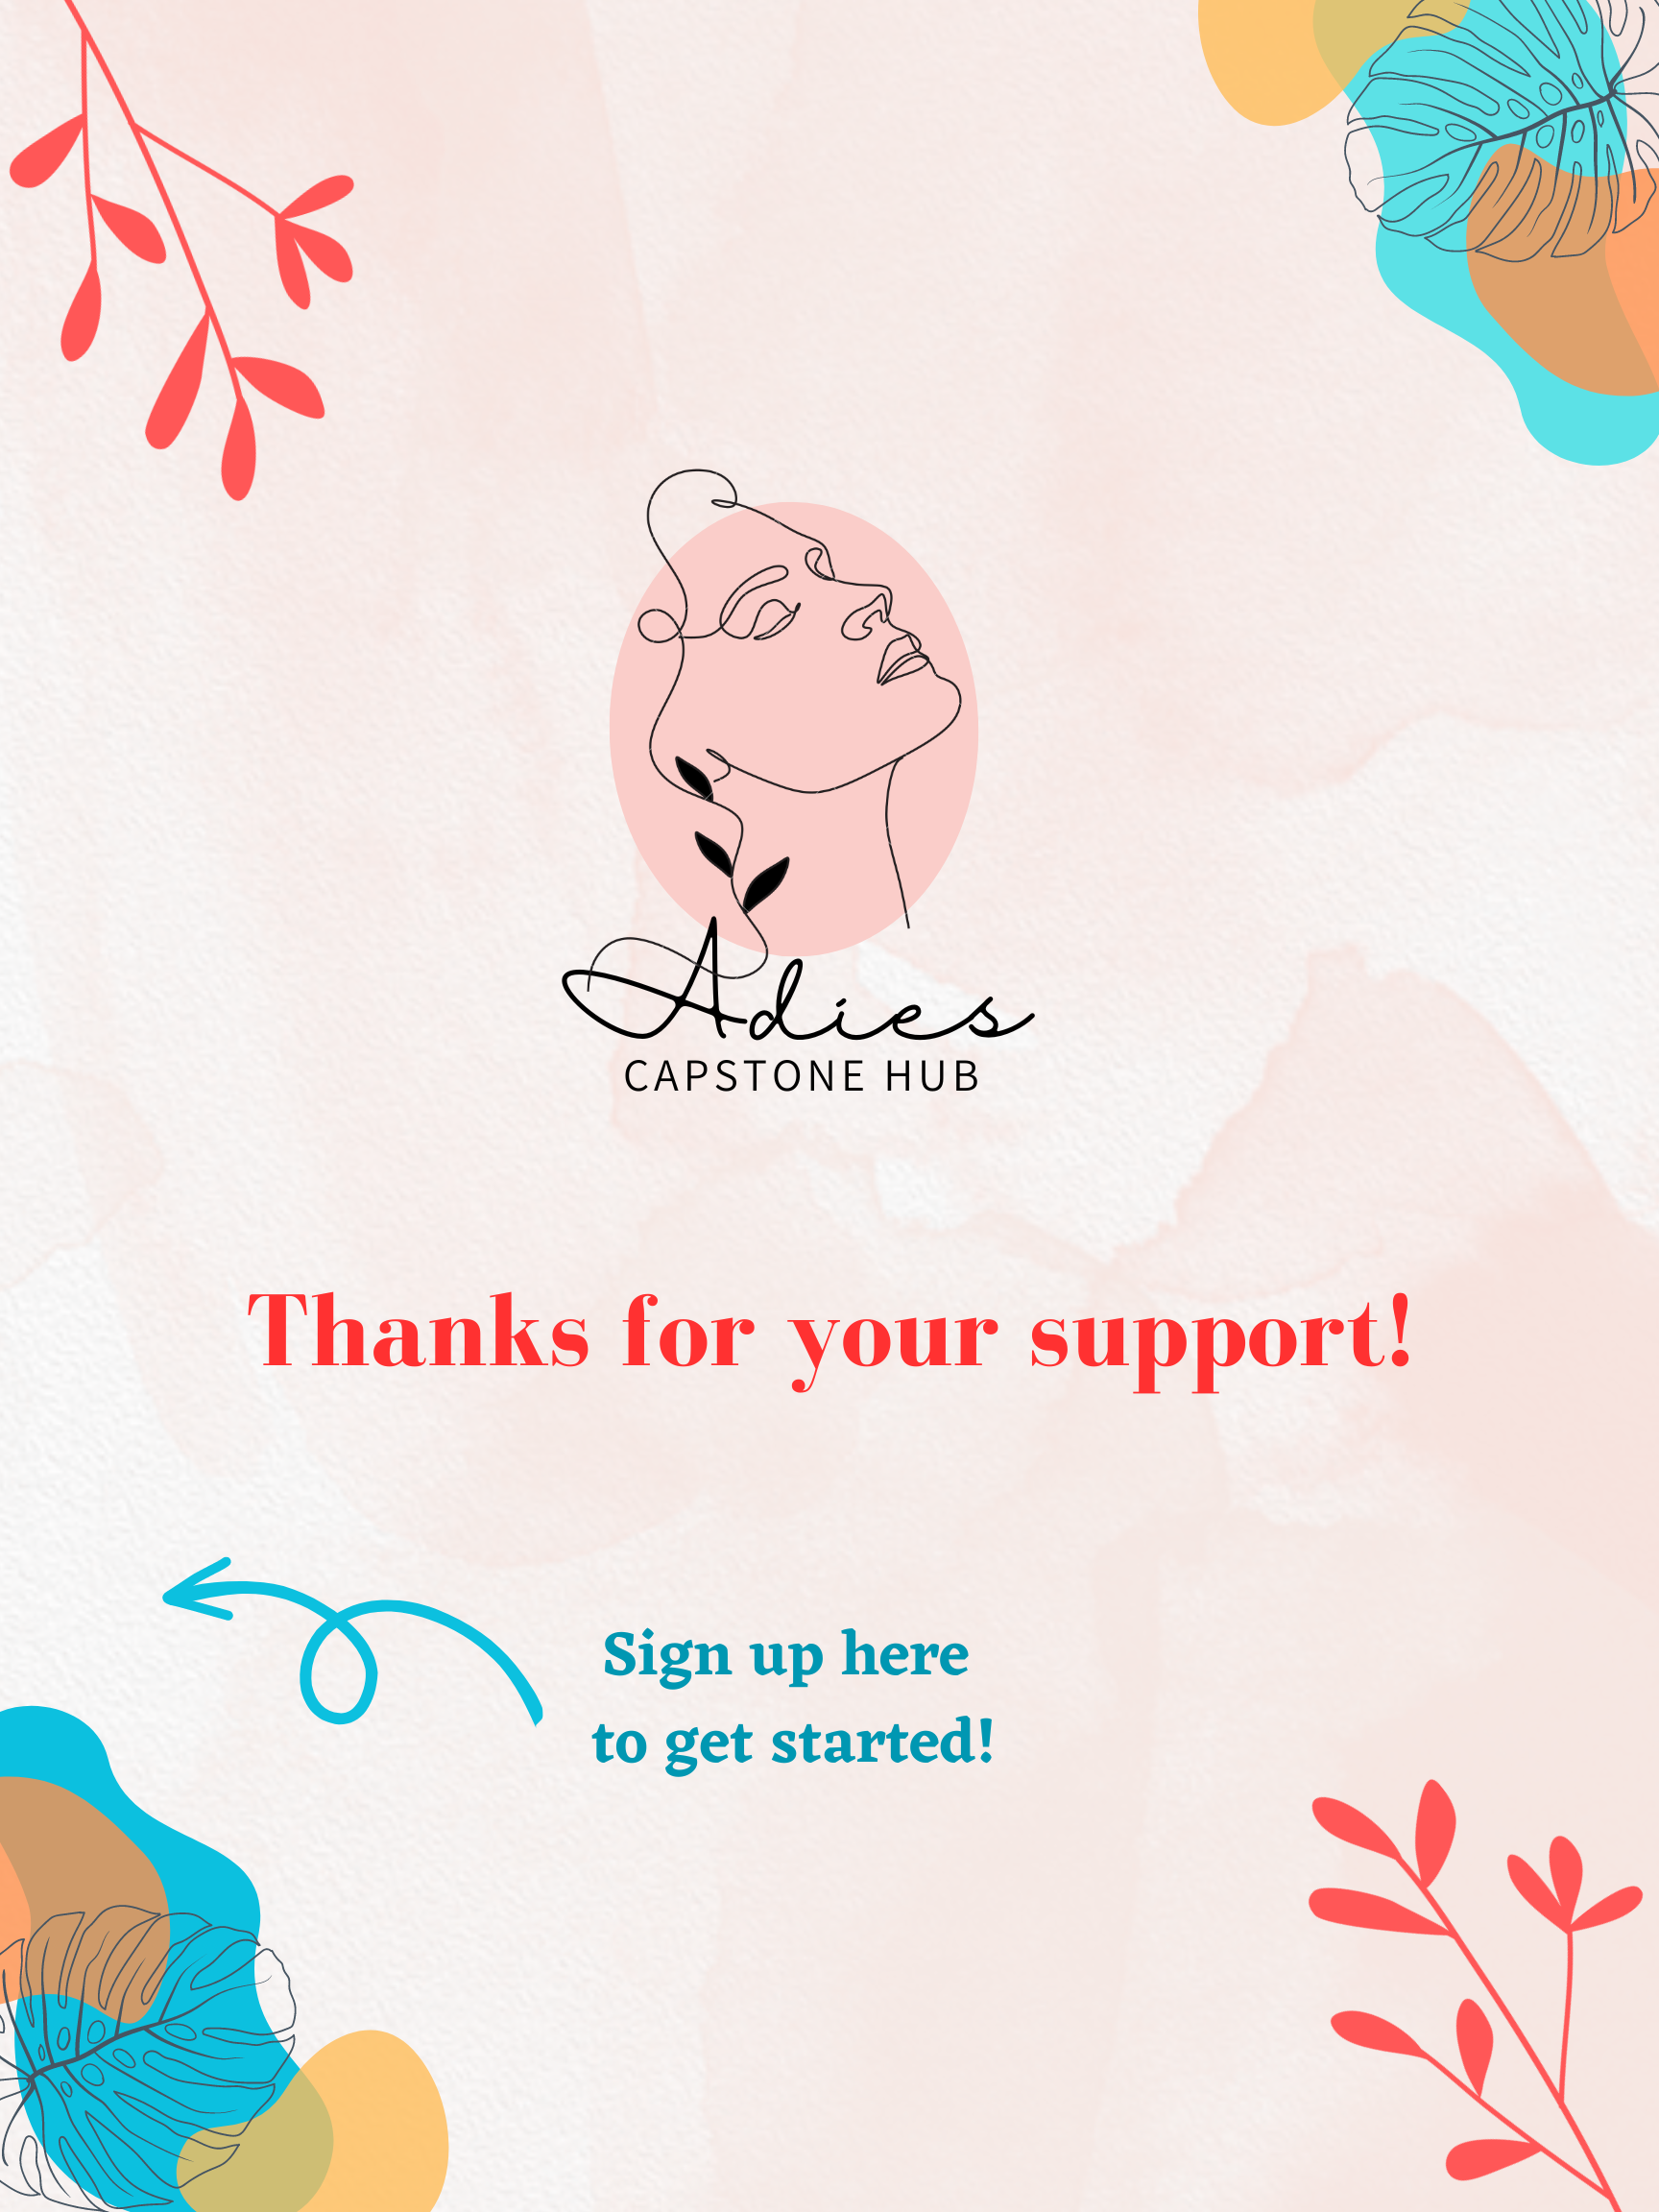 Adies
CAPSTONE HUB
Thanks for your support!
Sign up here
to get started!